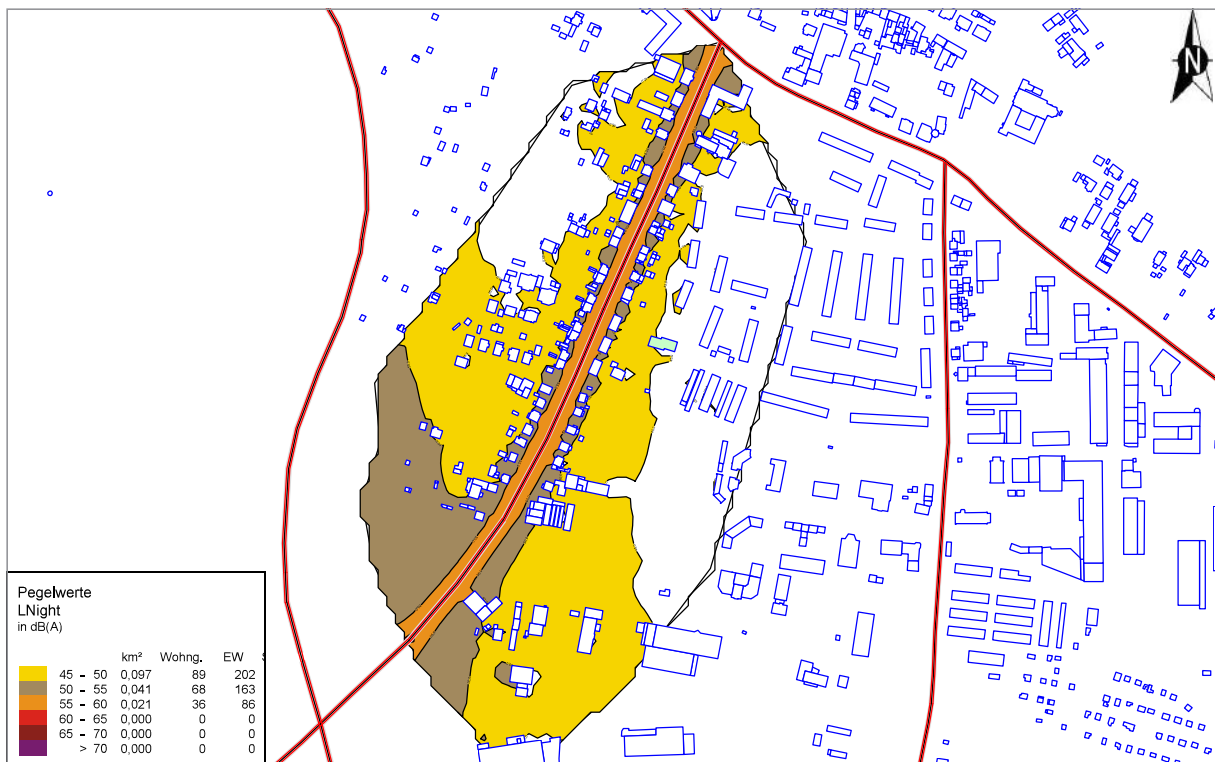 N
Pegelwerte
LNight
in dB(A)
km² Wohng. EW
45 - 50 0,097 89 202
50 - 55 0,041 68 163
55 - 60 0,021 36 86
60 - 65 0,000 0 0
65 - 70 0,000 0 0
> 70 0,000 0 0